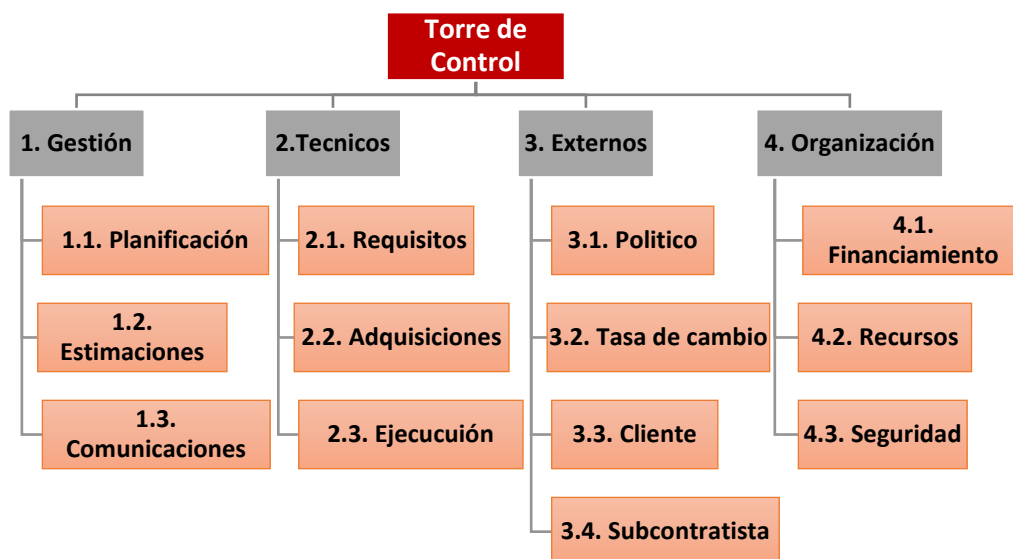 Torre de
Control
1. Gestión
2.Tecnicos
3. Externos
4. Organización
1.1. Planificación
2.1. Requisitos
3.1. Politico
4.1.
Financiamiento
1.2.
Estimaciones
2.2. Adquisiciones
3.2. Tasa de cambio
4.2. Recursos
1.3.
Comunicaciones
2.3. Ejecucuión
3.3. Cliente
4.3. Seguridad
3.4. Subcontratista